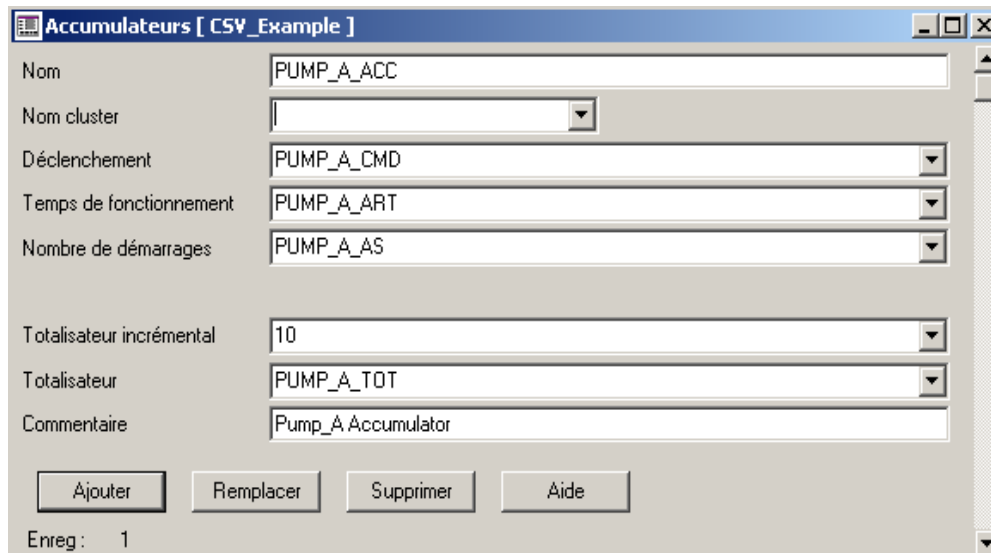 Accumulateurs [ CSV_Example ]
Nom PUMP_A_ACC
Nom cluster
Déclenchement PUMP_A_CMD
Temps de fonctionnement PUMP_A_ART
Nombre de démarrages PUMP_A_AS
Totalisateur incrémental 10
Totalisateur PUMP_A_TOT
Commentaire Pump_A Accumulator
Ajouter Remplacer Supprimer Aide
Enreg : 1